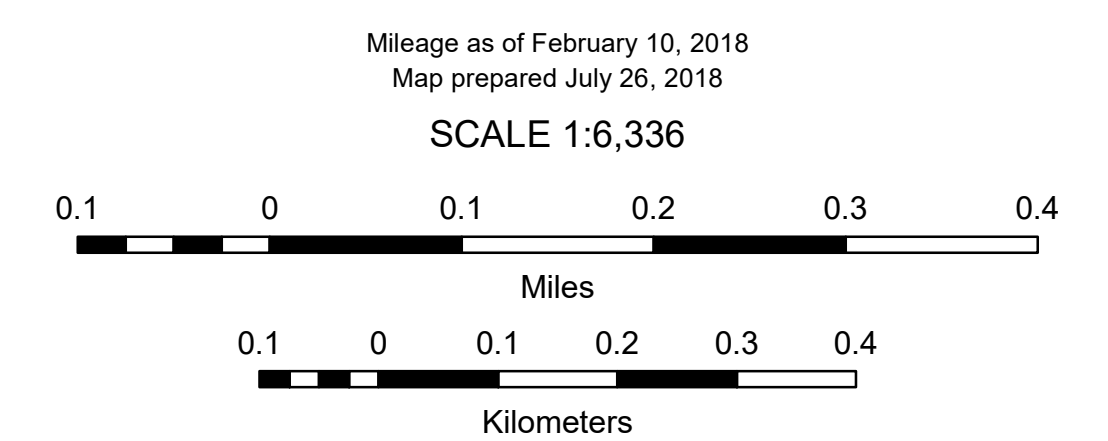 Mileage as of February 10, 2018
Map prepared July 26, 2018
SCALE 1:6,336
0.1 0 0.1 0.2 0.3 0.4
Miles
0.1 0 0.1 0.2 0.3 0.4
Kilometers